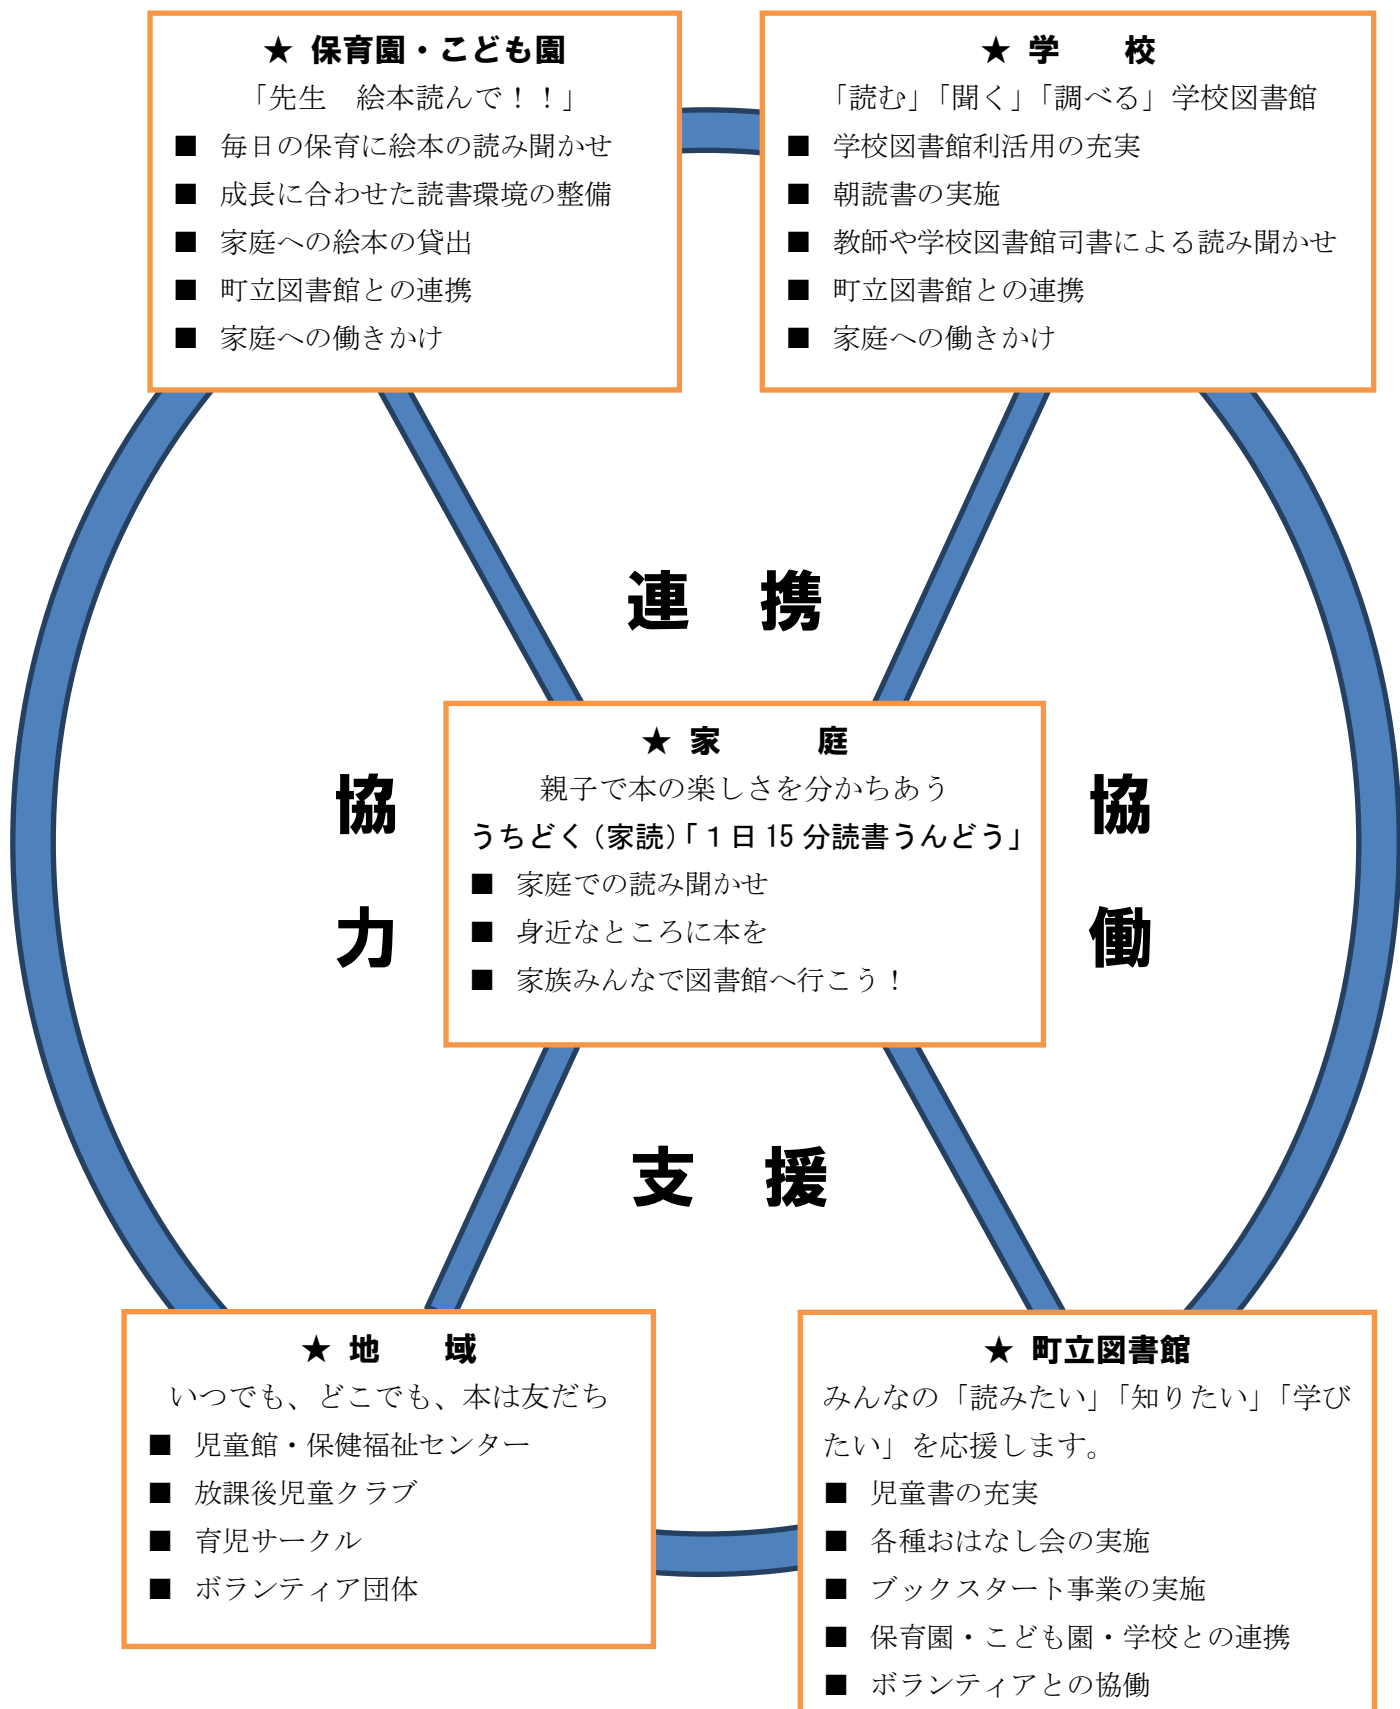 ★ 保育園・こども園
「先生　絵本読んで！！」
■ 毎日の保育に絵本の読み聞かせ
■ 成長に合わせた読書環境の整備
■ 家庭への絵本の貸出
■ 町立図書館との連携
■ 家庭への働きかけ
★ 学　　校
「読む」「聞く」「調べる」学校図書館
■ 学校図書館利活用の充実
■ 朝読書の実施
■ 教師や学校図書館司書による読み聞かせ
■ 町立図書館との連携
■ 家庭への働きかけ
連　携
協力
★ 家　　　庭
親子で本の楽しさを分かちあう
うちどく（家読）「１日 15 分読書うんどう」
■ 家庭での読み聞かせ
■ 身近なところに本を
■ 家族みんなで図書館へ行こう！
協働
支　援
★ 地　　域
いつでも、どこでも、本は友だち
■ 児童館・保健福祉センター
■ 放課後児童クラブ
■ 育児サークル
■ ボランティア団体
★ 町立図書館
みんなの「読みたい」「知りたい」「学び
たい」を応援します。
■ 児童書の充実
■ 各種おはなし会の実施
■ ブックスタート事業の実施
■ 保育園・こども園・学校との連携
■ ボランティアとの協働